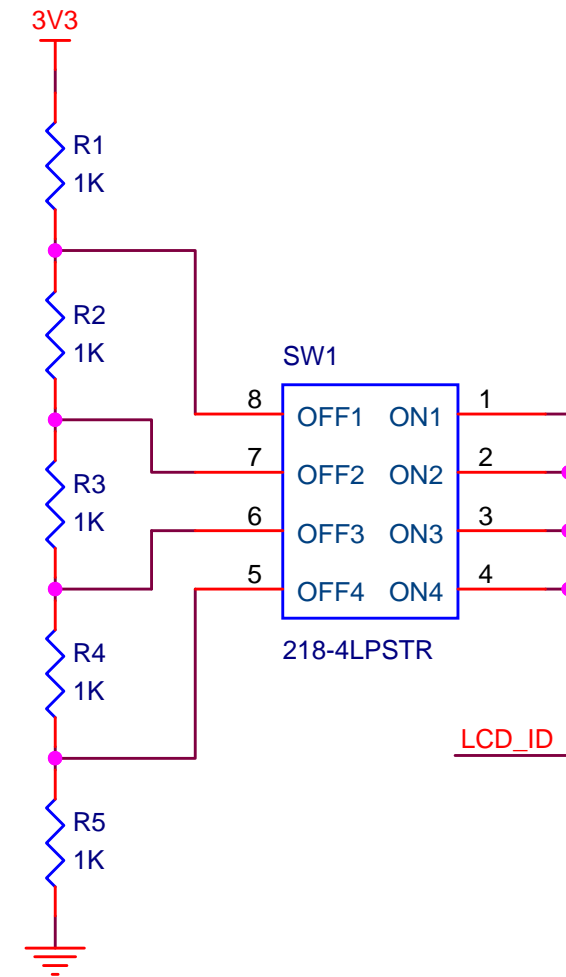 3V3
R1
1K
R2
1K
SW1
8 OFF1 ON1 1
7 OFF2 ON2 2
R3
1K
6 OFF3 ON3 3
5 OFF4 ON4 4
218-4LPSTR
R4
1K
LCD_ID
R5
1K